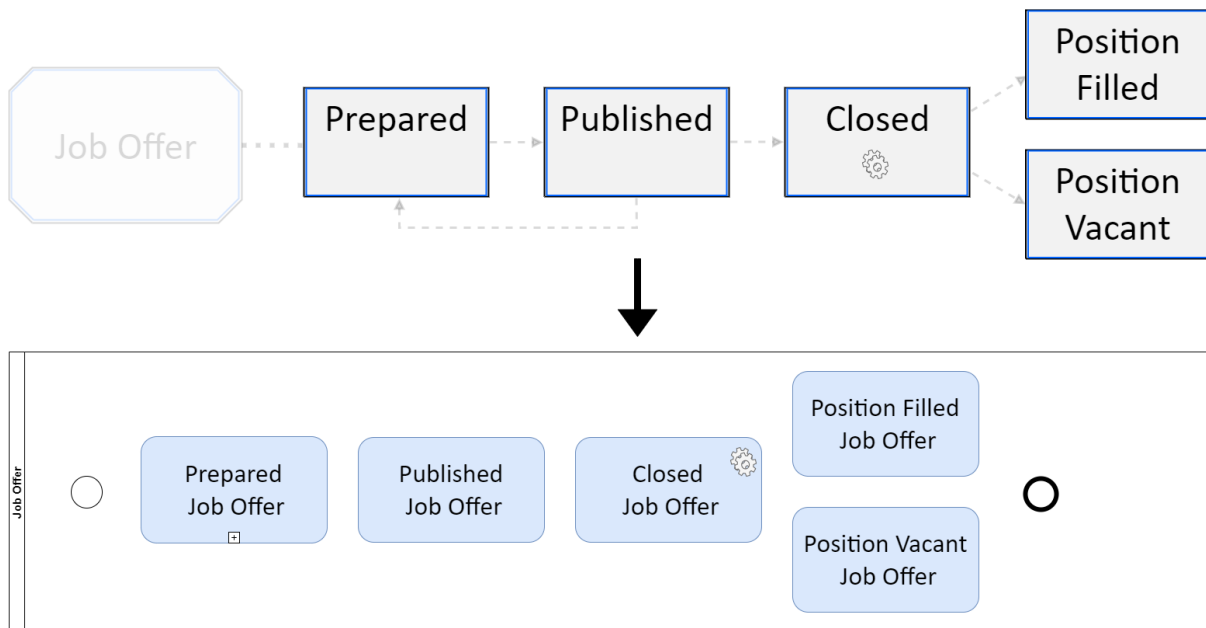 Job Offer
Prepared
Published
Closed
Position
Filled
Position
Vacant
Job Offer
Prepared
Job Offer
Published
Job Offer
Closed
Job Offer
Position Filled
Job Offer
Position Vacant
Job Offer